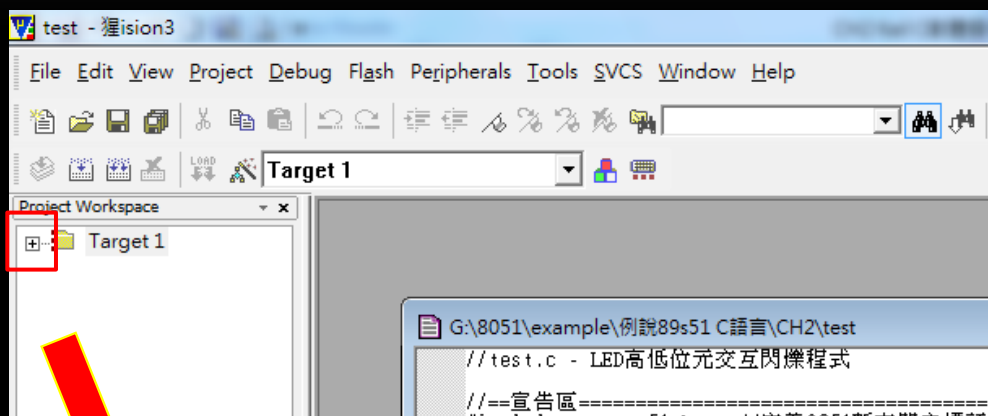 test - 猩ision3
File Edit View Project Debug Flash Peripherals Tools SVCS Window Help
LOAD
Target 1
Project Workspace
Target 1
G:\8051\example\例說89s51 C語言\CH2\test
//test.c - LED高低位元交互閃爍程式
//==宣告區======================================